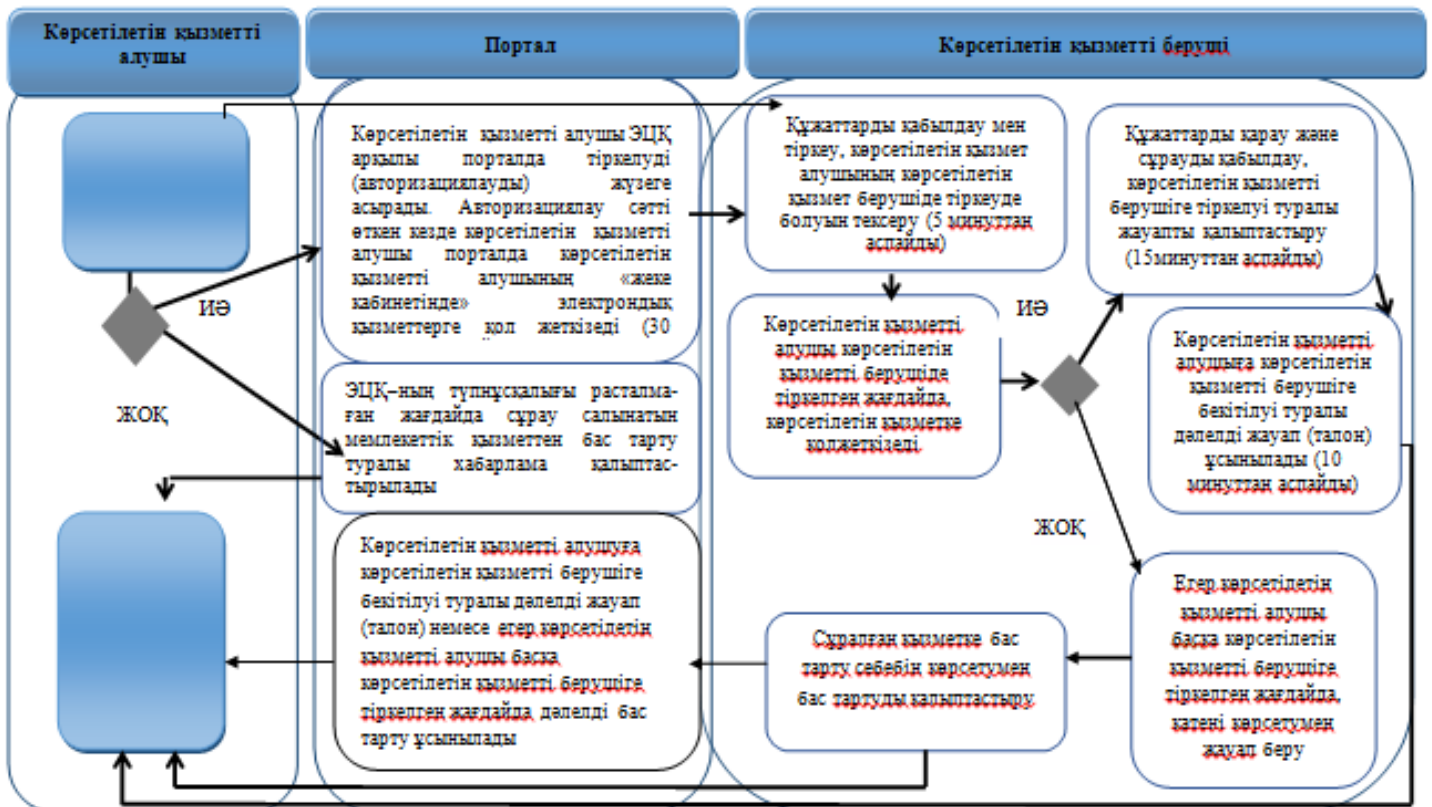 Көрсетілетін қызметті
алушы
Портал
Көрсетілетін қызметті беруші
Көрсетілетін қызметті алушы ЭЦҚ
арқылы порталда тіркелуді
(авторизациялауды) жүзеге
асырады. Авторизациялау сәтті
өткен кезде көрсетілетін қызметті
алушы порталда көрсетілетін
қызметті алушының «жеке
кабинетінде» электрондық
қызметтерге қол жеткізеді (30
Құжаттарды қабылдау мен
тіркеу, көрсетілетін қызмет
алушының көрсетілетін
қызмет берушіде тіркеуде
болуын тексеру (5 минуттан
аспайды)
Құжаттарды қарау және
сұрауды қабылдау,
көрсетілетін қызметті
берушіге тіркелуі туралы
жауапты қалыптастыру
(15минуттан аспайды)
ИӘ
ЖОҚ
ЭЦҚ–ның түпнұсқалығы расталма-
ған жағдайда сұрау салынатын
мемлекеттік қызметтен бас тарту
туралы хабарлама қалыптас-
тырылады
Көрсетілетін қызметті
алушы көрсетілетін
қызметті берушіде
тіркелген жағдайда,
көрсетілетін қызметке
қолжеткізеді
ИӘ
Көрсетілетін қызметті
алушыға көрсетілетін
қызметті берушіге
бекітілуі туралы
дәлелді жауап (талон)
ұсынылады (10
минуттан аспайды)
ЖОҚ
Көрсетілетін қызметті алушуға
көрсетілетін қызметті берушіге
бекітілуі туралы дәлелді жауап
(талон) немесе егер көрсетілетін
қызметті алушы басқа
көрсетілетін қызметті берушіге
тіркелген жағдайда дәлелді бас
тарту ұсынылады
Сұралған қызметке бас
тарту себебін көрсетумен
бас тартуды қалыптастыру
Егер көрсетілетін
қызметті алушы
басқа көрсетілетін
қызметті берушіге
тіркелген жағдайда,
қатені көрсетумен
жауап беру